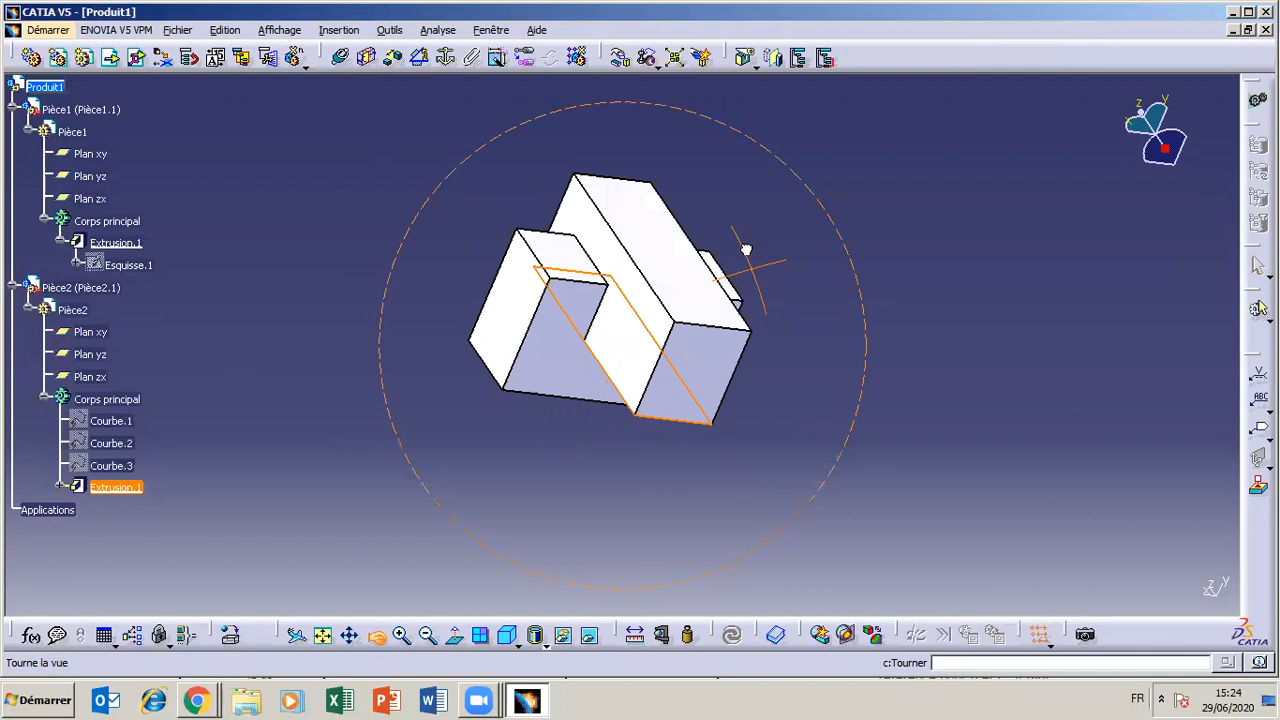 CATIA V5 - [Produit1]
Démarrer ENOVIA V5 VPM Fichier Edition Affichage Insertion Outils Analyse Fenêtre Aide
Produit1
Pièce1 (Pièce1.1)
Pièce1
Plan xy
Plan yz
Plan zx
Corps principal
Extrusion.1
Esquisse.1
Pièce2 (Pièce2.1)
Pièce2
Plan xy
Plan yz
Plan zx
Corps principal
Courbe.1
Courbe.2
Courbe.3
Extrusion.1
Applications
z y
ABC
z y
f(x)
CATIA
Tourne la vue c:Tourner
Démarrer FR 15:24
29/06/2020